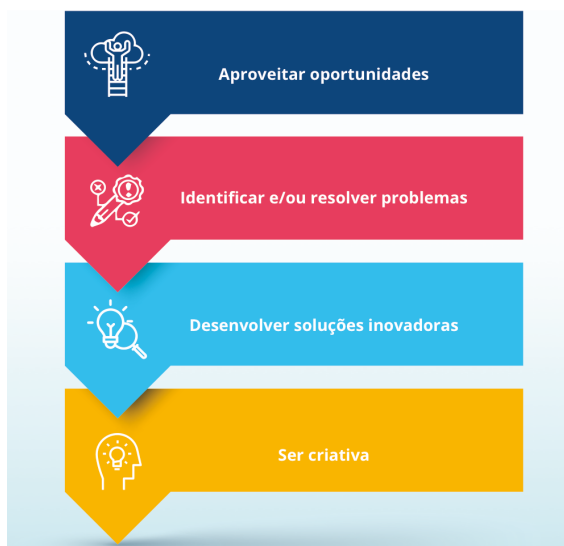 Aproveitar oportunidades
Identificar e/ou resolver problemas
Desenvolver soluções inovadoras
Ser criativa